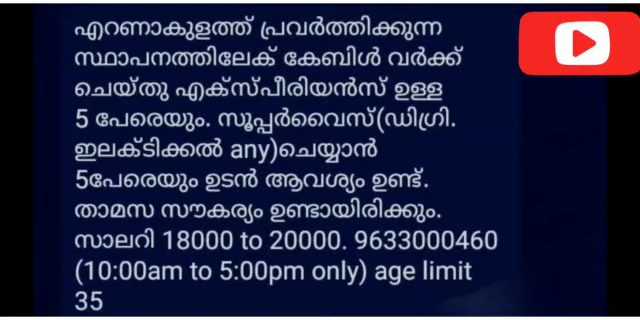 എറണാകുളത്ത് പ്രവർത്തിക്കുന്ന
സ്ഥാപനത്തിലേക് കേബിൾ വർക്ക്
ചെയ്തു എക്സ്പീരിയൻസ് ഉള്ള
5 പേരെയും. സൂപ്പർവൈസ്(ഡിഗ്രി.
ഇലക്ടിക്കൽ any)ചെയ്യാൻ
5പേരെയും ഉടൻ ആവശ്യം ഉണ്ട്.
താമസ സൗകര്യം ഉണ്ടായിരിക്കും.
സാലറി 18000 to 20000. 9633000460
(10:00am to 5:00pm only) age limit
35